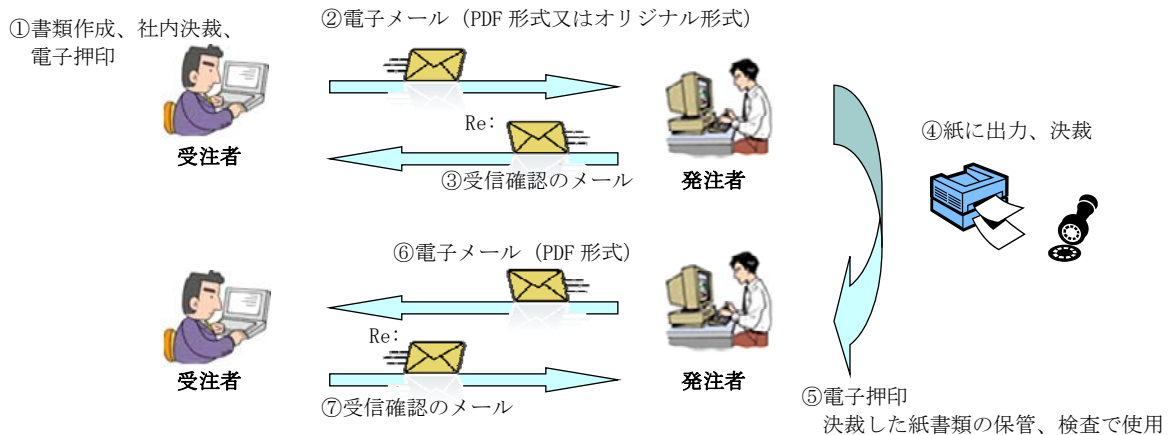 ①書類作成、社内決裁、
電子押印
②電子メール（PDF 形式又はオリジナル形式）
Re:
受注者
③受信確認のメール
発注者
④紙に出力、決裁
⑥電子メール（PDF 形式）
Re:
受注者
発注者
⑦受信確認のメール
⑤電子押印
決裁した紙書類の保管、検査で使用